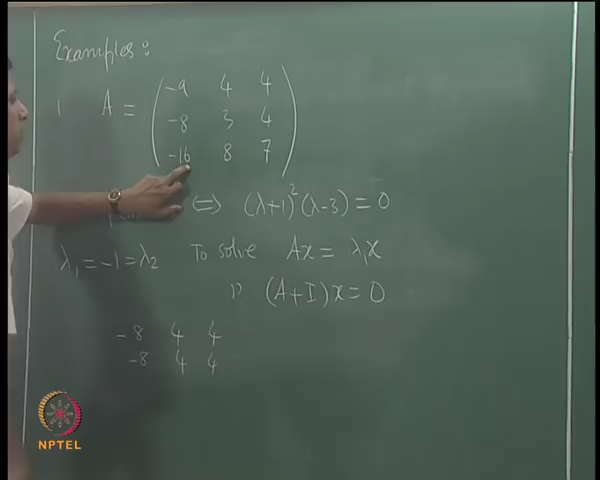 Examples:
1 A = (-9 4 4
-8 3 4
-16 8 7)
⇔ (λ+1)²(λ-3) = 0
λ₁ = -1 = λ₂ To solve Ax = λ₁x
" (A+I)x = 0
-8 4 4
-8 4 4
NPTEL